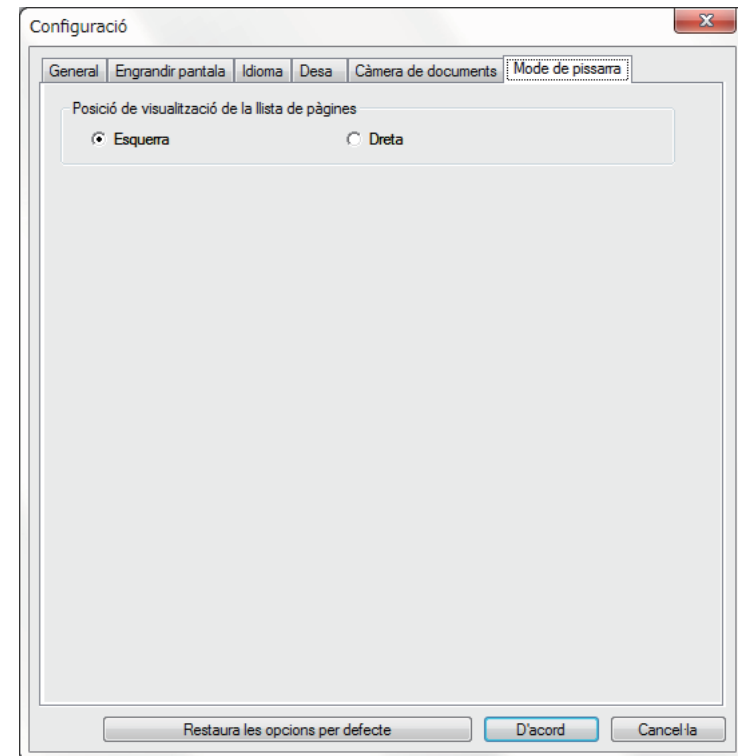 Configuració
General Engrandir pantala Idioma Desa Càmera de documents Mode de pissarra
Posició de visualització de la llista de pàgines
Esquerra Dreta
Restaura les opcions per defecte D'acord Cancel·la